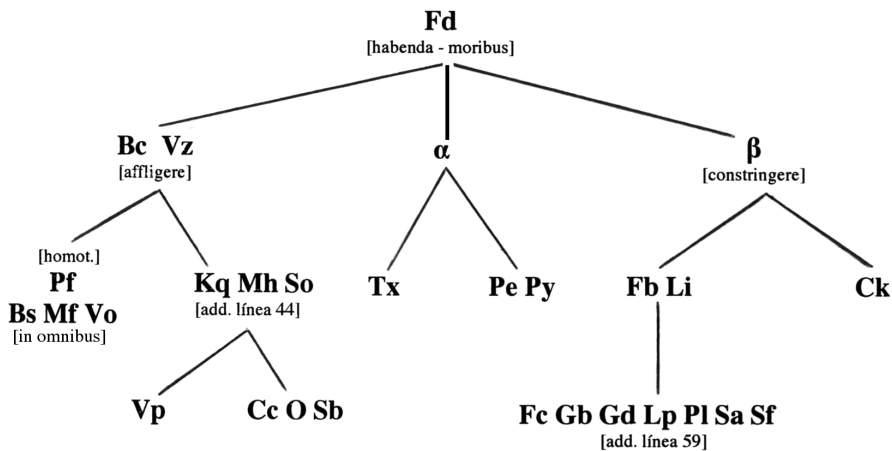 Fd
[habenda - moribus]
Bc Vz
[affligere]
α
β
[constringere]
[homot.]
Pf
Bs Mf Vo
[in omnibus]
Kq Mh So
[add. línea 44]
Tx
Pe Py
Fb Li
Ck
Vp
Cc O Sb
Fc Gb Gd Lp Pl Sa Sf
[add. línea 59]